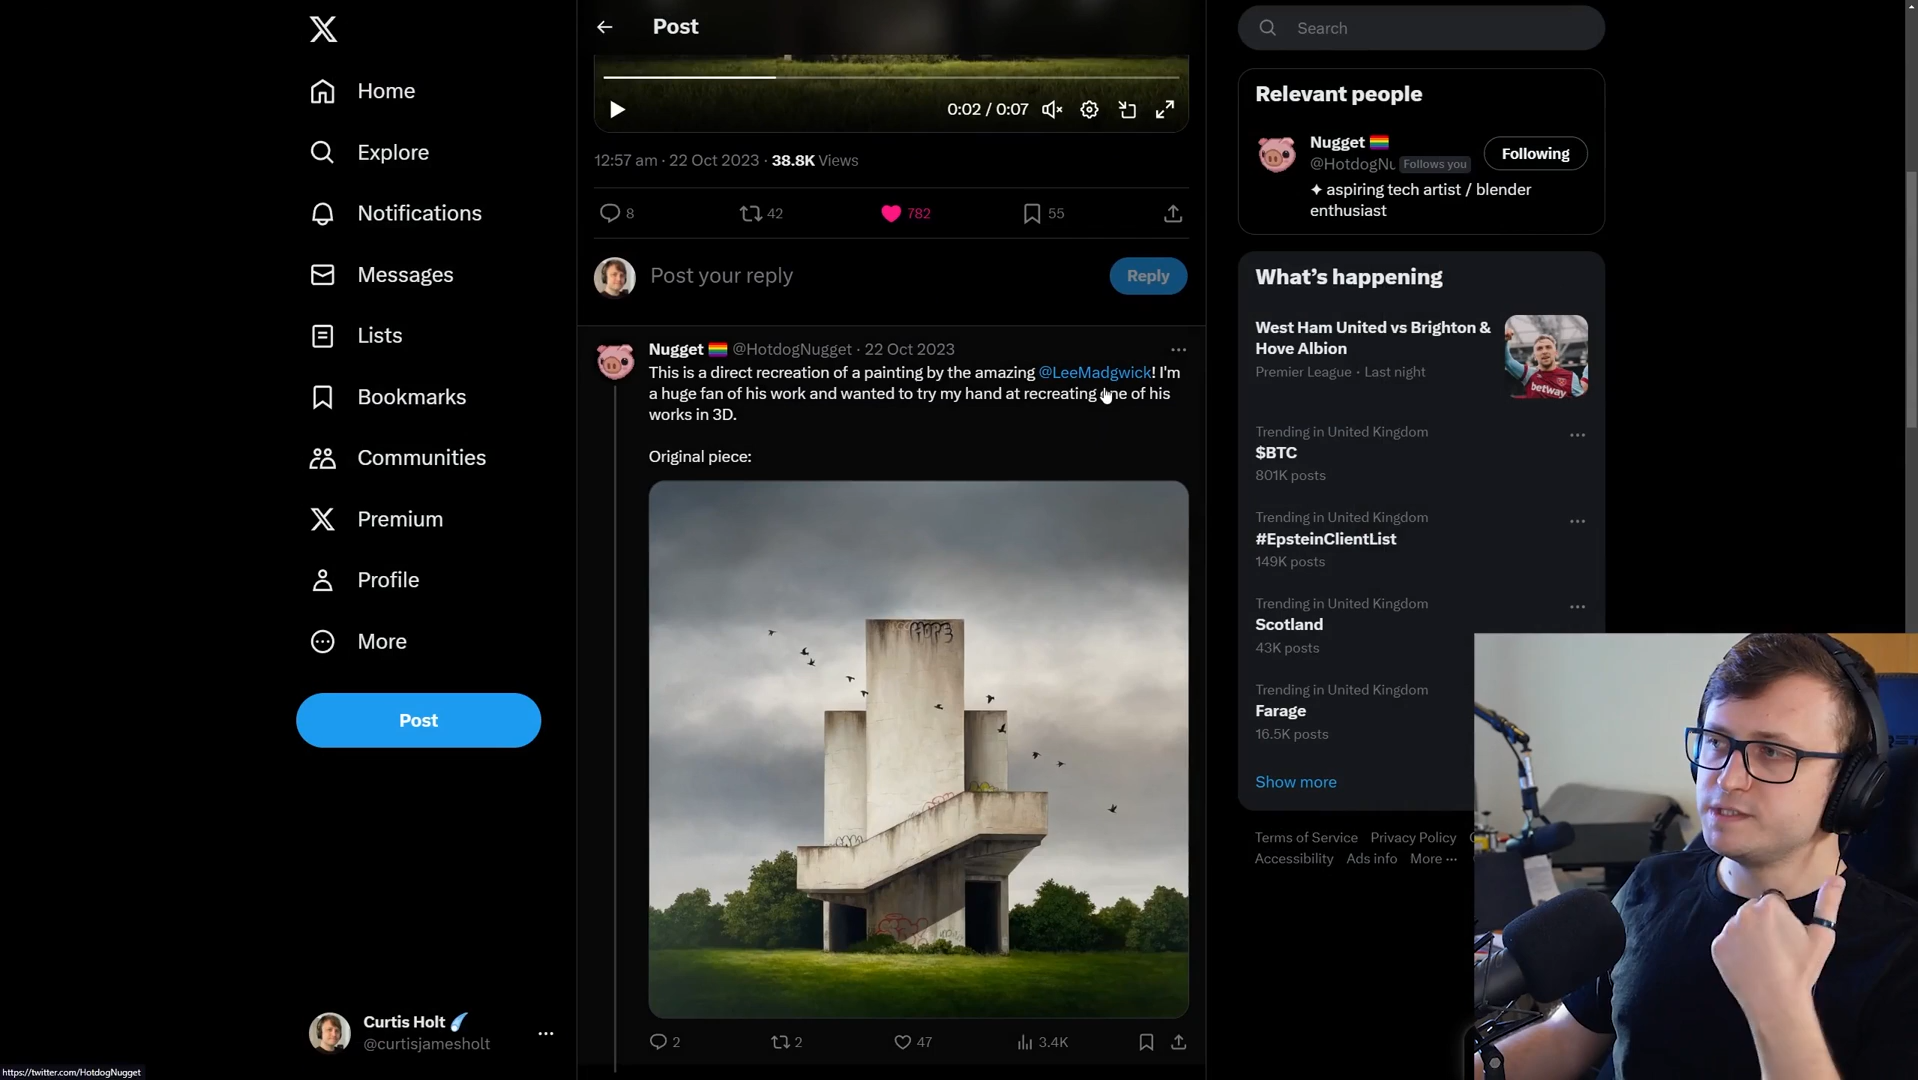 Post
Search
Home
Explore
Notifications
Messages
Lists
Bookmarks
Communities
Premium
Profile
More
Post
Curtis Holt
@curtisjamesholt
https://twitter.com/HotdogNugget
0:02 / 0:07
12:57 am · 22 Oct 2023 · 38.8K Views
8 42 782 55
Post your reply
Reply
Nugget @HotdogNugget · 22 Oct 2023
This is a direct recreation of a painting by the amazing @LeeMadgwick! I'm
a huge fan of his work and wanted to try my hand at recreating one of his
works in 3D.
Original piece:
HOPE
2 2 47 3.4K
Relevant people
Nugget
@HotdogNu Follows you
Following
✦ aspiring tech artist / blender
enthusiast
What's happening
West Ham United vs Brighton &
Hove Albion
Premier League · Last night
betway
Trending in United Kingdom
$BTC
801K posts
Trending in United Kingdom
#EpsteinClientList
149K posts
Trending in United Kingdom
Scotland
43K posts
Trending in United Kingdom
Farage
16.5K posts
Show more
Terms of Service Privacy Policy
Accessibility Ads info More ···